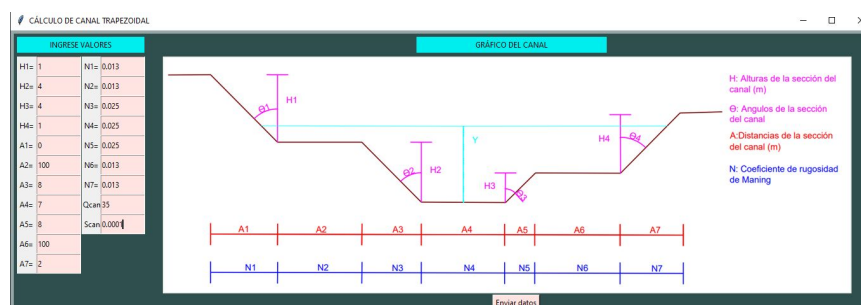 CÁLCULO DE CANAL TRAPEZOIDAL
INGRESE VALORES
GRÁFICO DEL CANAL
H1= 1 N1= 0.013
H2= 4 N2= 0.013
H3= 4 N3= 0.025
H4= 1 N4= 0.025
A1= 0 N5= 0.025
A2= 100 N6= 0.013
A3= 8 N7= 0.013
A4= 7 Qcan 35
A5= 8 Scan 0.0001
A6= 100
A7= 2
Ɵ1 H1
Ɵ2 H2
Y
H3 Ɵ3
H4 Ɵ4
H: Alturas de la sección del
canal (m)
Ɵ: Angulos de la sección
del canal
A:Distancias de la sección
del canal (m)
N: Coeficiente de rugosidad
de Maning
A1 A2 A3 A4 A5 A6 A7
N1 N2 N3 N4 N5 N6 N7
Enviar datos